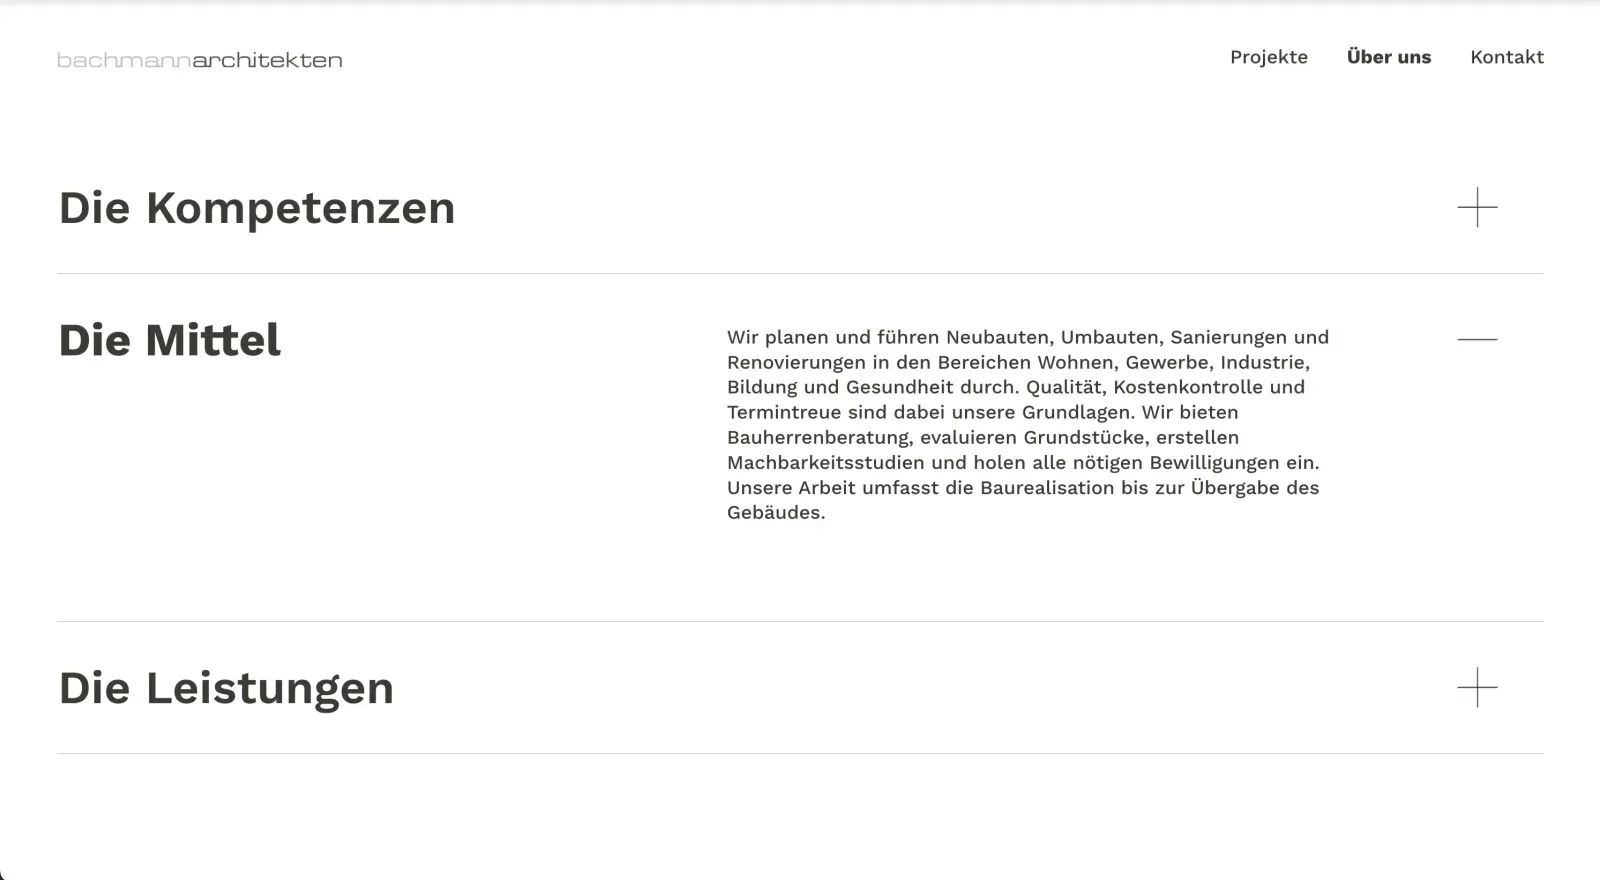 bachmannarchitekten
Projekte Über uns Kontakt
Die Kompetenzen
Die Mittel
Wir planen und führen Neubauten, Umbauten, Sanierungen und
Renovierungen in den Bereichen Wohnen, Gewerbe, Industrie,
Bildung und Gesundheit durch. Qualität, Kostenkontrolle und
Termintreue sind dabei unsere Grundlagen. Wir bieten
Bauherrenberatung, evaluieren Grundstücke, erstellen
Machbarkeitsstudien und holen alle nötigen Bewilligungen ein.
Unsere Arbeit umfasst die Baurealisation bis zur Übergabe des
Gebäudes.
Die Leistungen